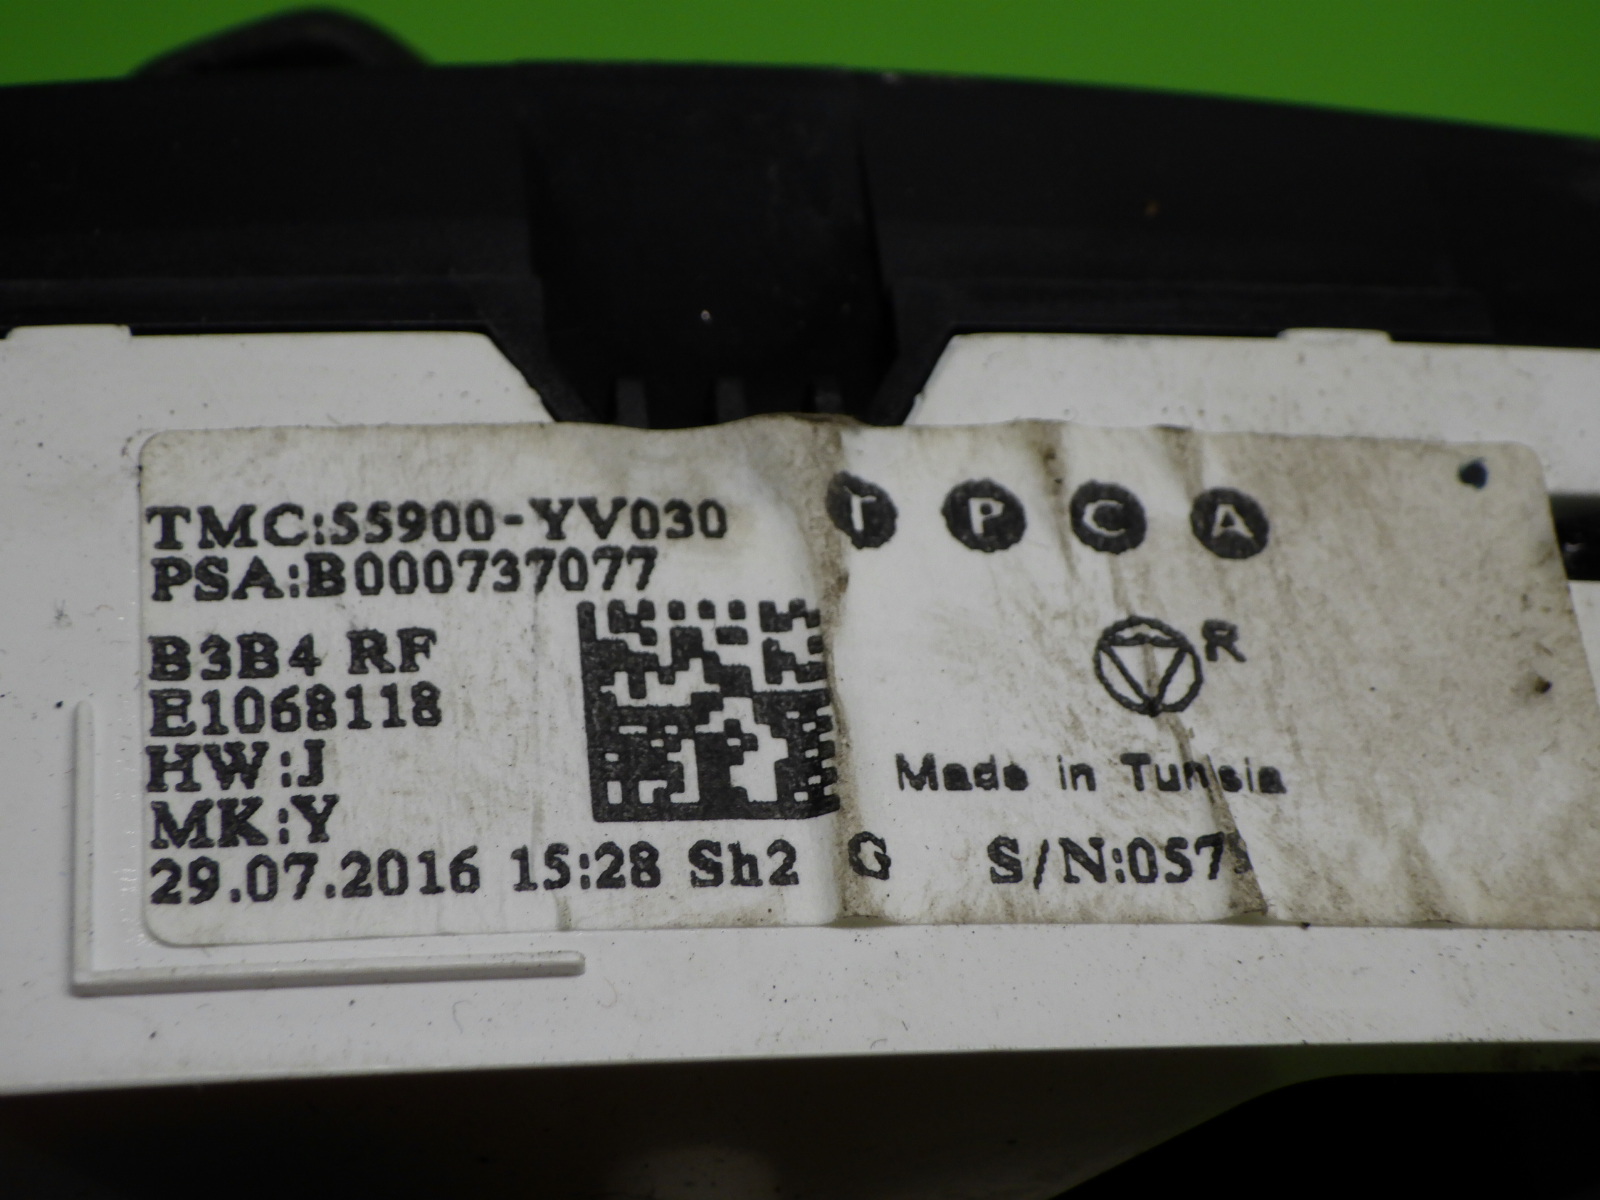 TMC:55900-YV030
T P C A
PSA:B000737077
B3B4 RF
R
E1068118
HW:J
Made in Tunisia
MK:Y
29.07.2016 15:28 Sh2 G S/N:0579